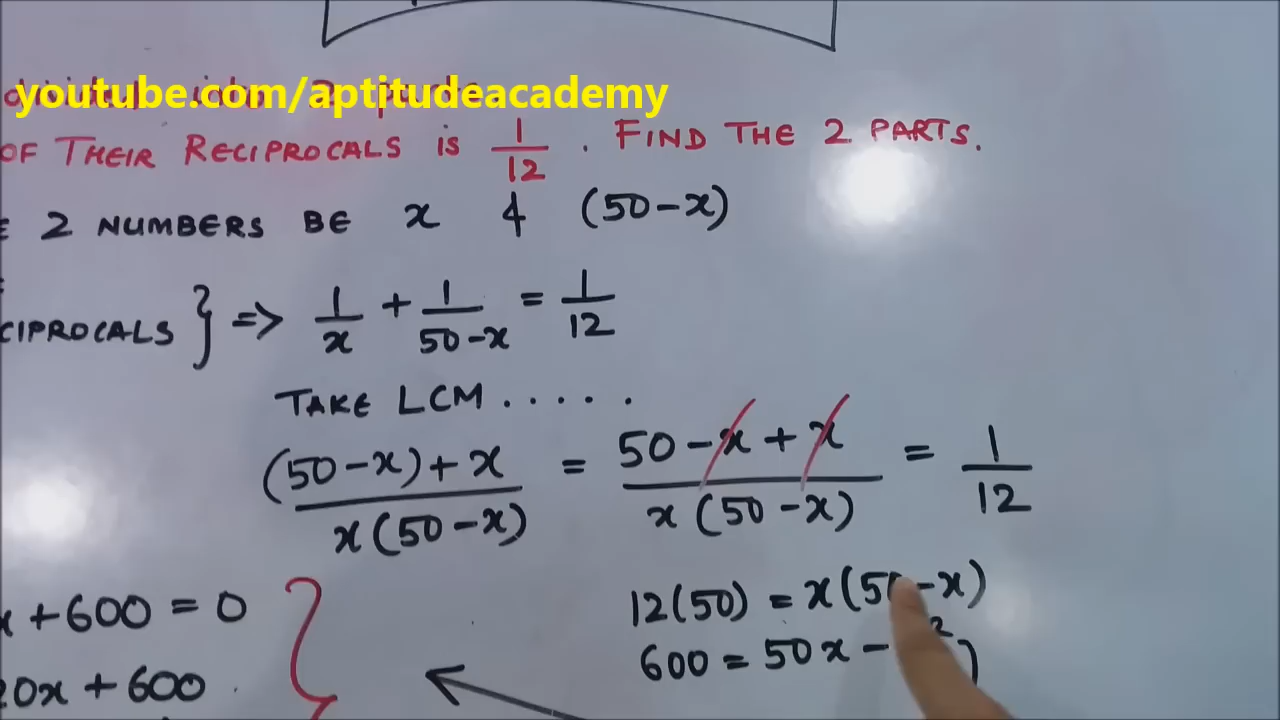 youtube.com/aptitudeacademy
OF THEIR RECIPROCALS IS 1/12 . FIND THE 2 PARTS.
2 NUMBERS BE x & (50-x)
CIPROCALS } => 1/x + 1/50-x = 1/12
TAKE LCM . . . . .
(50-x)+x / x(50-x) = 50-x+x / x(50-x) = 1/12
12(50) = x(50-x)
x+600 = 0
600 = 50x-
20x+600